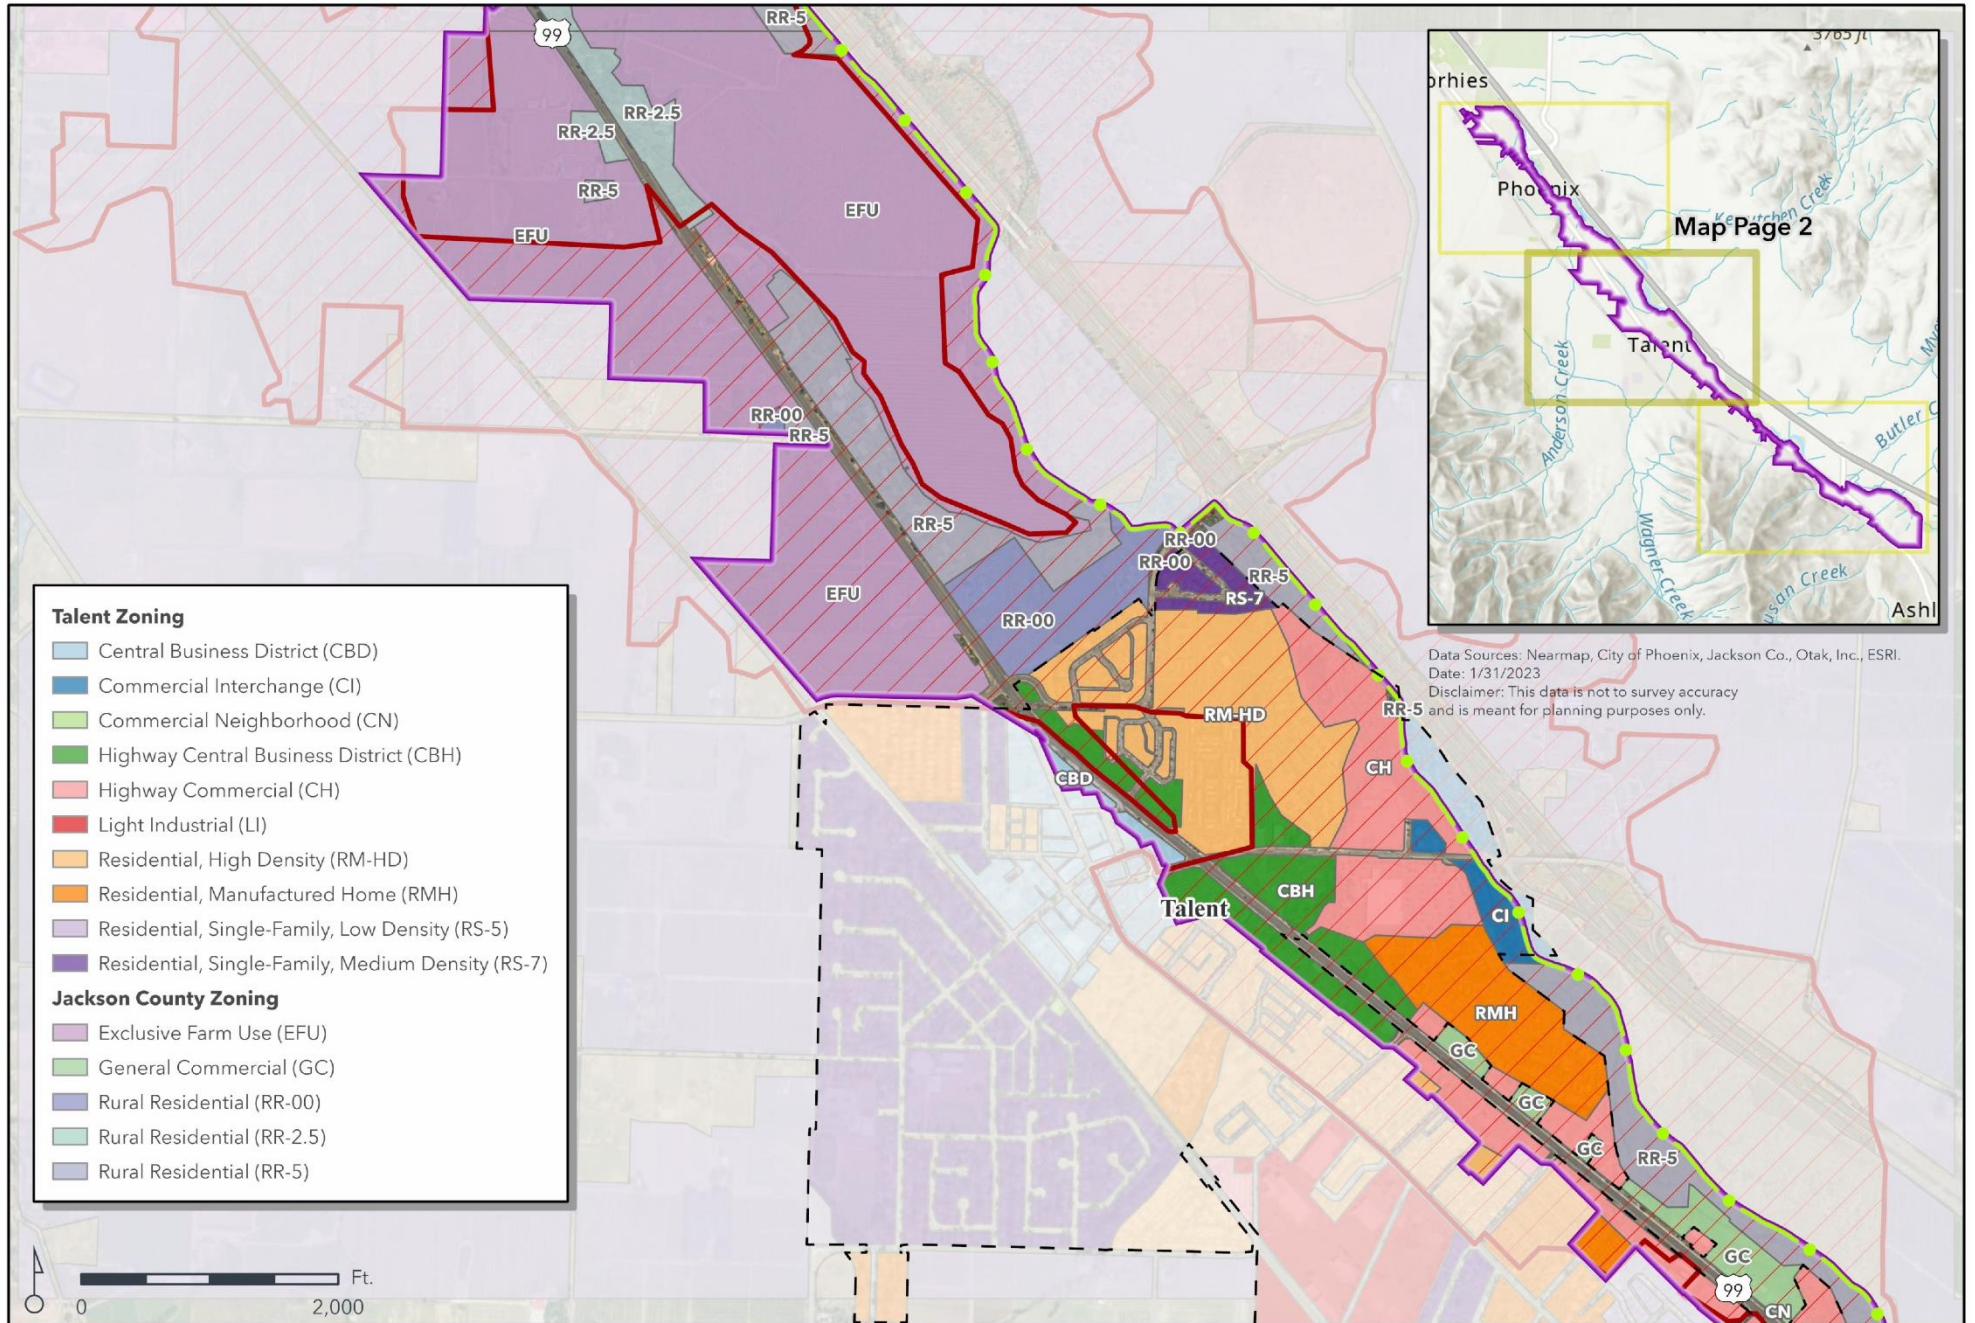 RR-5
99
3765 ft
orhies
RR-2.5
RR-2.5
Phoenix
RR-5
EFU
Map Page 2
EFU
Talent
Anderson Creek
Butler C
RR-00
RR-5
RR-5
Wagner Creek
RR-00
RR-00
RR-5
EFU
RS-7
Ashl
RR-00
Data Sources: Nearmap, City of Phoenix, Jackson Co., Otak, Inc., ESRI.
Date: 1/31/2023
Disclaimer: This data is not to survey accuracy
and is meant for planning purposes only.
RR-5
RM-HD
CH
CBD
CBH
Talent
CI
RMH
GC
GC
GC
RR-5
GC
99
CN
Talent Zoning
Central Business District (CBD)
Commercial Interchange (CI)
Commercial Neighborhood (CN)
Highway Central Business District (CBH)
Highway Commercial (CH)
Light Industrial (LI)
Residential, High Density (RM-HD)
Residential, Manufactured Home (RMH)
Residential, Single-Family, Low Density (RS-5)
Residential, Single-Family, Medium Density (RS-7)
Jackson County Zoning
Exclusive Farm Use (EFU)
General Commercial (GC)
Rural Residential (RR-00)
Rural Residential (RR-2.5)
Rural Residential (RR-5)
Ft.
0 2,000